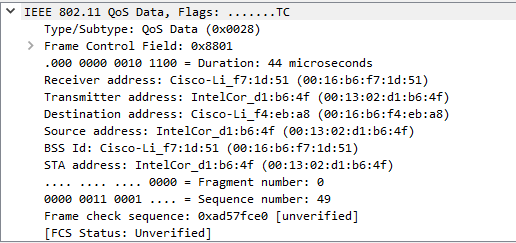 IEEE 802.11 QoS Data, Flags: .......TC
Type/Subtype: QoS Data (0x0028)
Frame Control Field: 0x8801
.000 0000 0010 1100 = Duration: 44 microseconds
Receiver address: Cisco-Li_f7:1d:51 (00:16:b6:f7:1d:51)
Transmitter address: IntelCor_d1:b6:4f (00:13:02:d1:b6:4f)
Destination address: Cisco-Li_f4:eb:a8 (00:16:b6:f4:eb:a8)
Source address: IntelCor_d1:b6:4f (00:13:02:d1:b6:4f)
BSS Id: Cisco-Li_f7:1d:51 (00:16:b6:f7:1d:51)
STA address: IntelCor_d1:b6:4f (00:13:02:d1:b6:4f)
.... .... .... 0000 = Fragment number: 0
0000 0011 0001 .... = Sequence number: 49
Frame check sequence: 0xad57fce0 [unverified]
[FCS Status: Unverified]